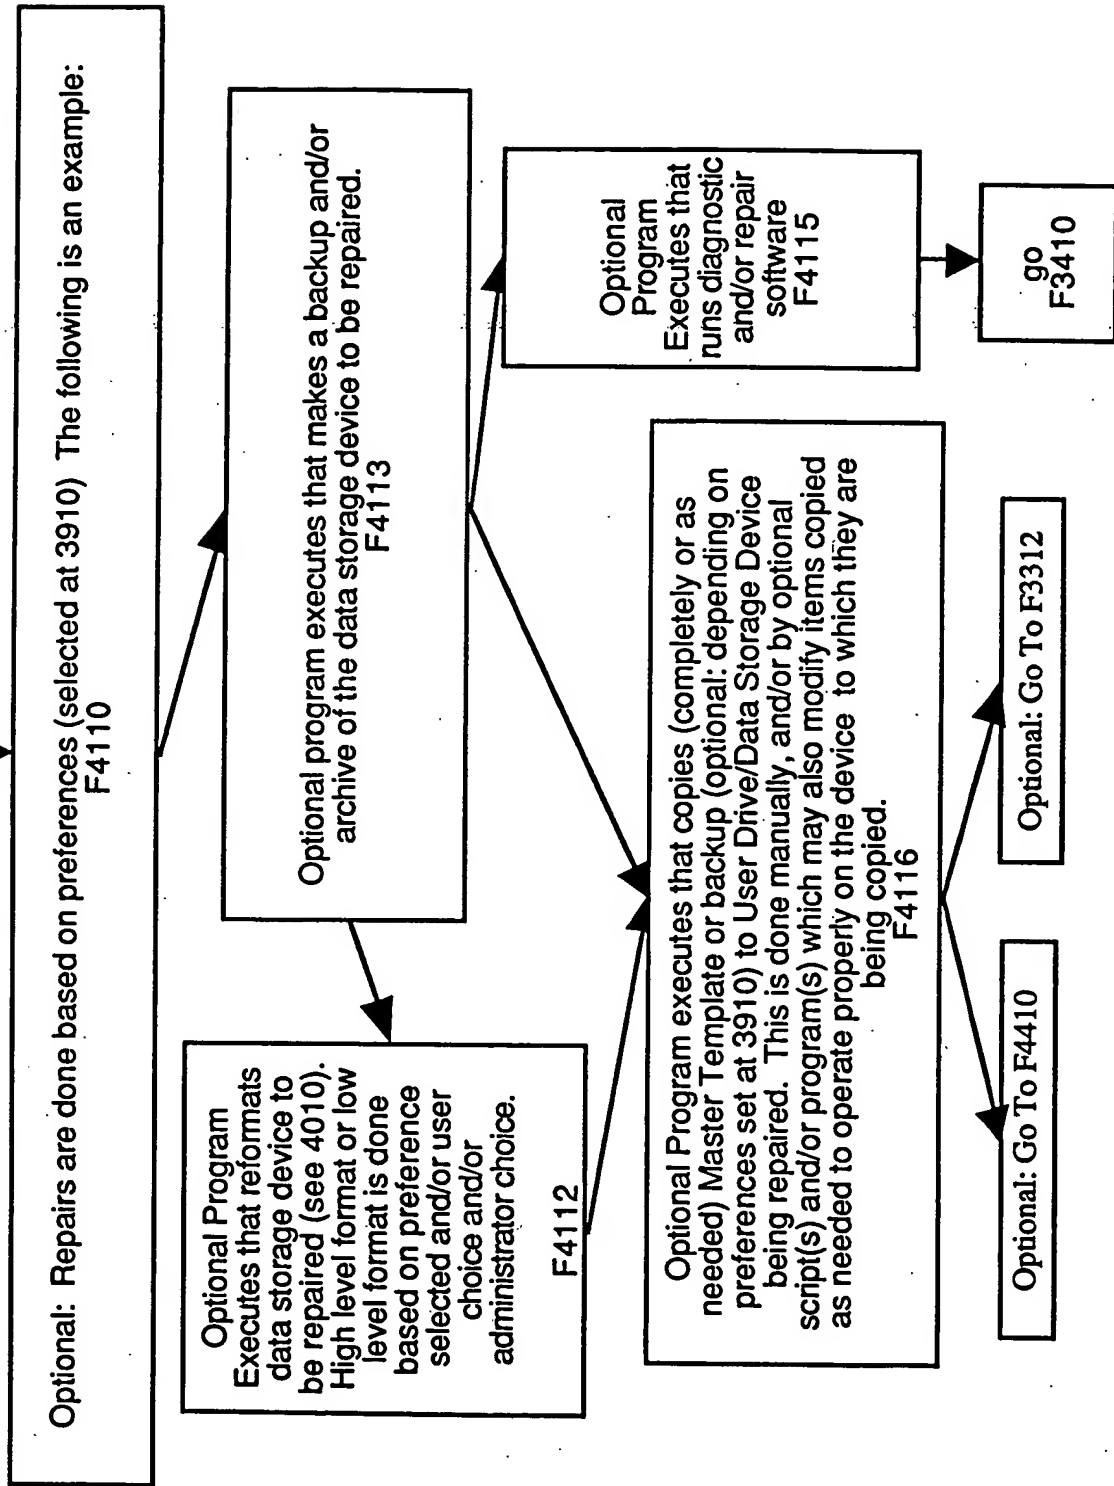 Optional: Repairs are done based on preferences (selected at 3910) The following is an example:
F4110
Optional program executes that makes a backup and/or
archive of the data storage device to be repaired.
F4113
Optional Program
Executes that reformats
data storage device to
be repaired (see 4010).
High level format or low
level format is done
based on preference
selected and/or user
choice and/or
administrator choice.
F4112
Optional
Program
Executes that
runs diagnostic
and/or repair
software
F4115
Optional Program executes that copies (completely or as
needed) Master Template or backup (optional: depending on
preferences set at 3910) to User Drive/Data Storage Device
being repaired. This is done manually, and/or by optional
script(s) and/or program(s) which may also modify items copied
as needed to operate properly on the device to which they are
being copied.
F4116
go
F3410
Optional: Go To F4410
Optional: Go To F3312